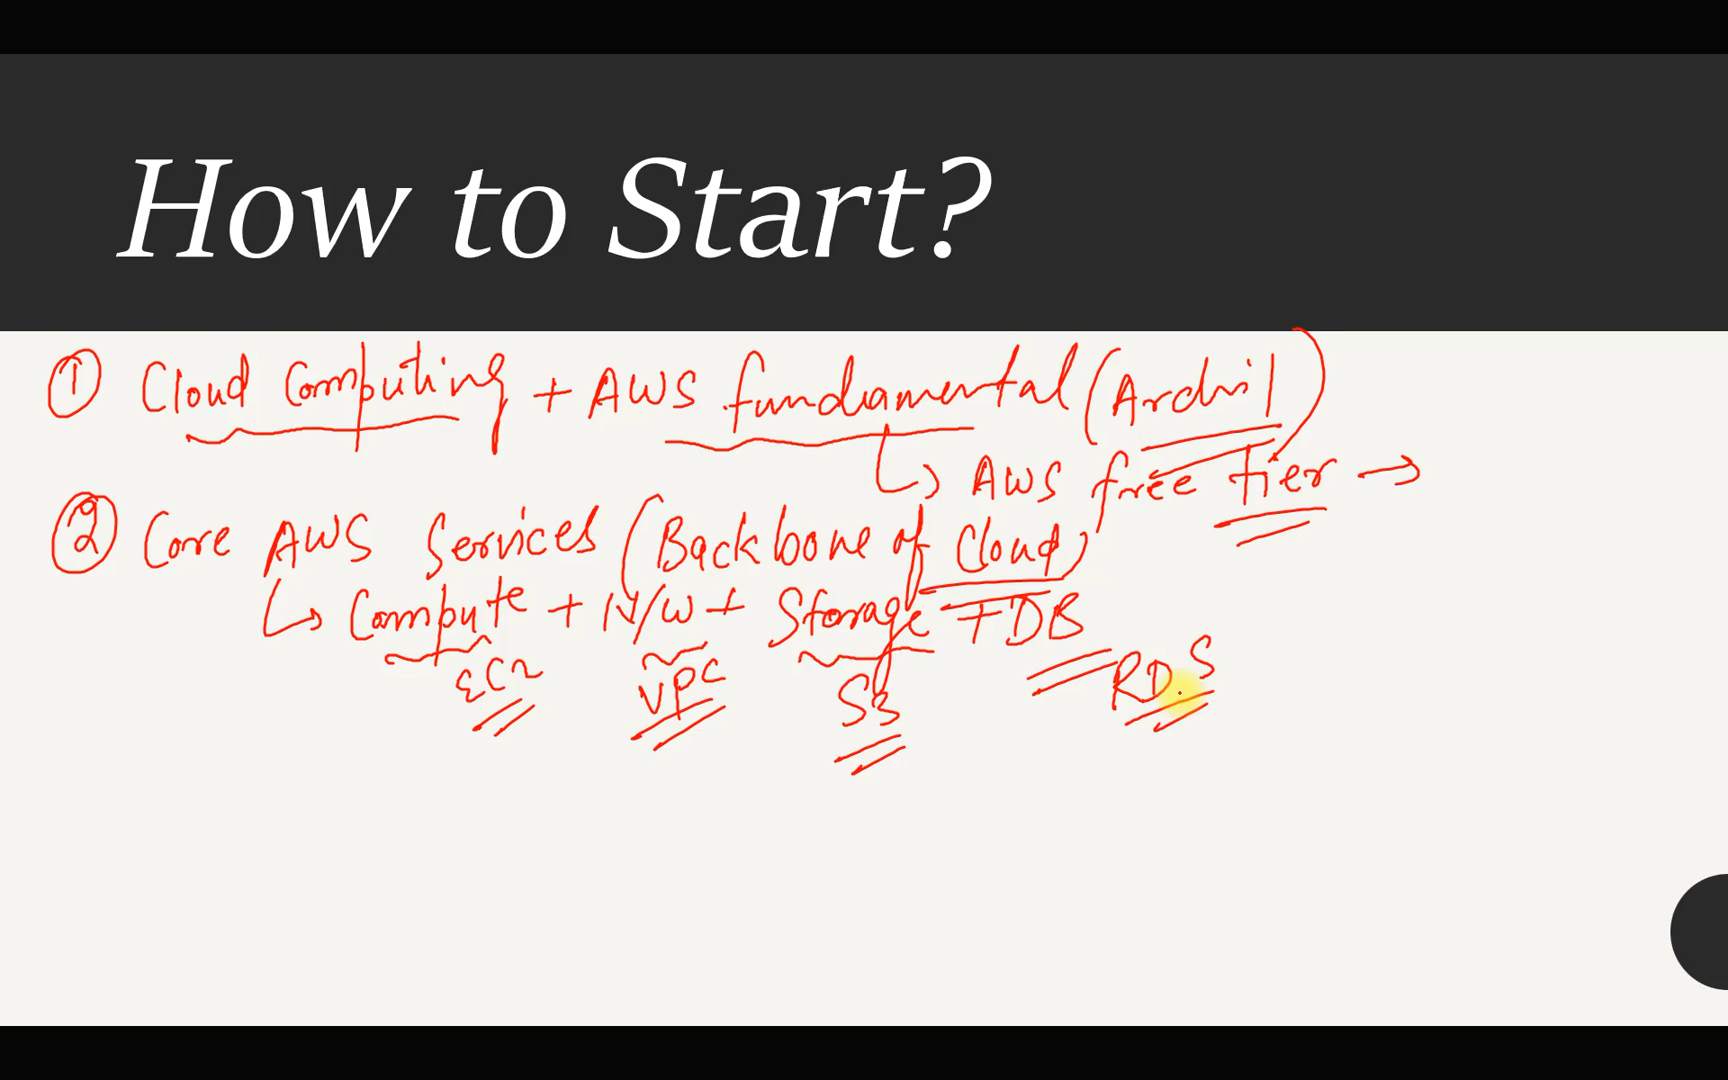 How to Start?
① Cloud Computing + AWS fundamental (Archi)
↳ AWS free tier →
② Core AWS Services (Backbone of Cloud)
↳ Compute + N/W + Storage + DB
EC2 VPC S3 RDS